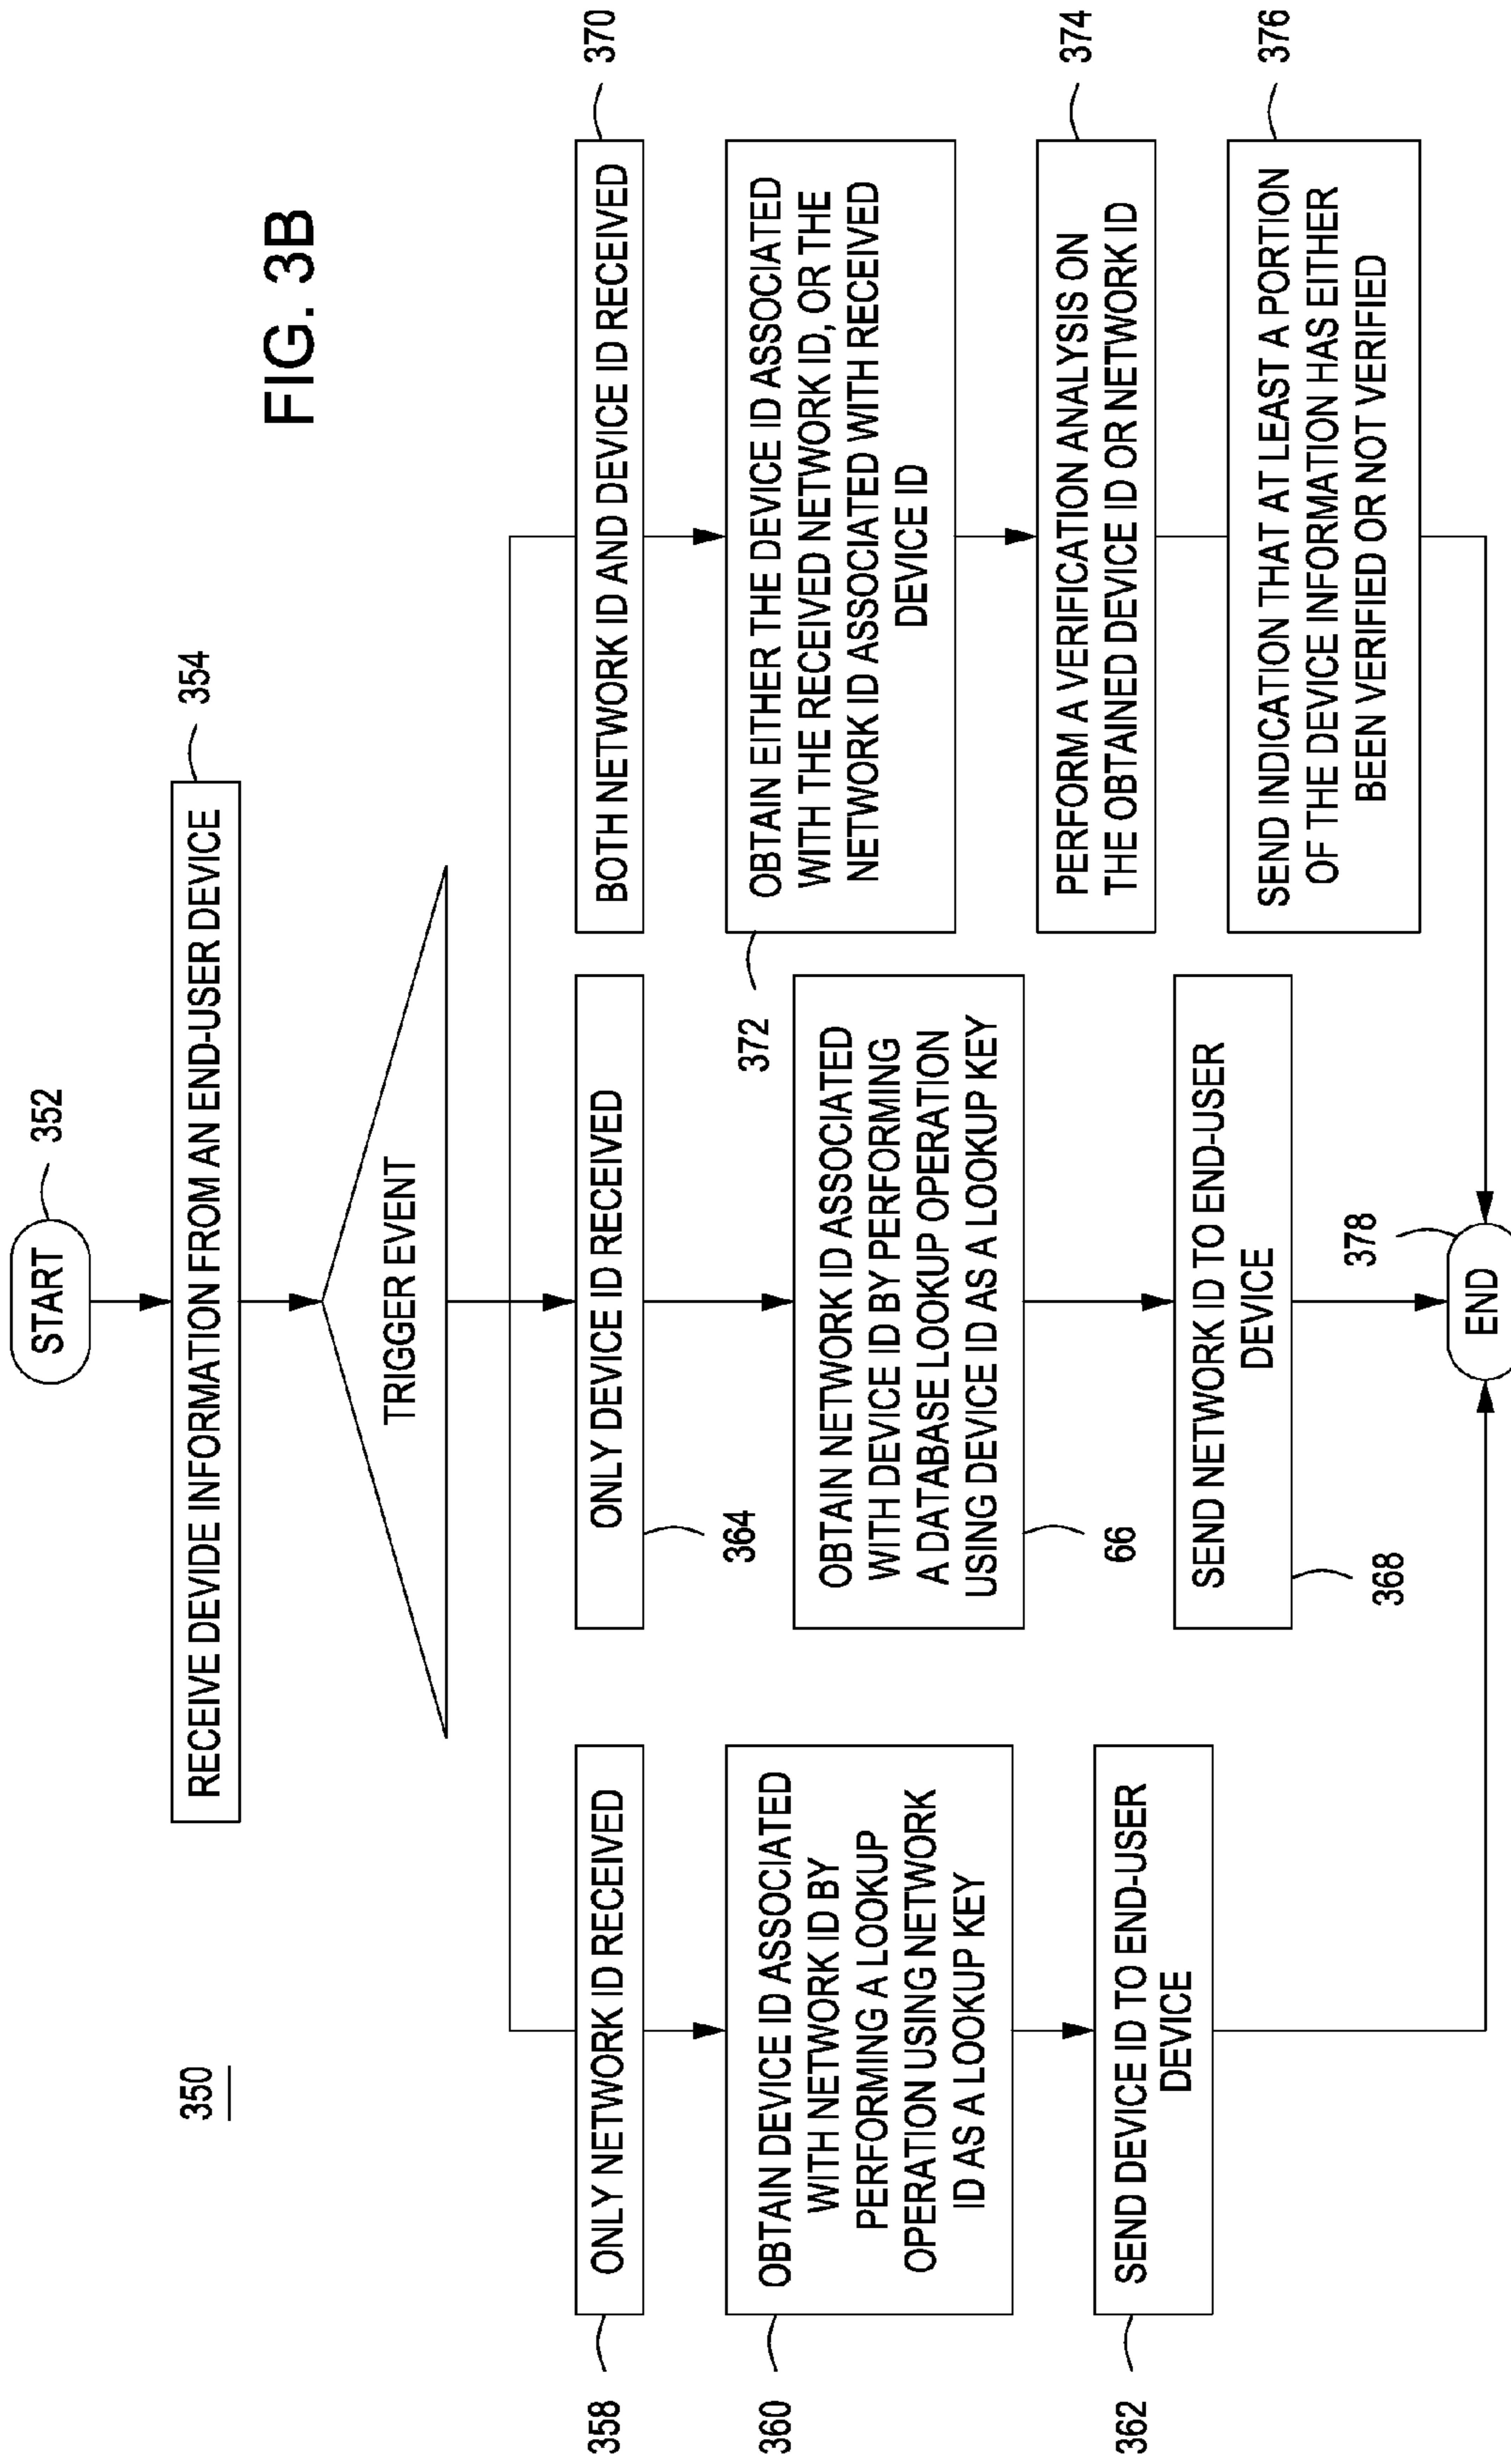 350
FIG. 3B
START
352
RECEIVE DEVIDE INFORMATION FROM AN END-USER DEVICE
354
TRIGGER EVENT
358
ONLY NETWORK ID RECEIVED
360
OBTAIN DEVICE ID ASSOCIATED
WITH NETWORK ID BY
PERFORMING A LOOKUP
OPERATION USING NETWORK
ID AS A LOOKUP KEY
362
SEND DEVICE ID TO END-USER
DEVICE
ONLY DEVICE ID RECEIVED
364
OBTAIN NETWORK ID ASSOCIATED
WITH DEVICE ID BY PERFORMING
A DATABASE LOOKUP OPERATION
USING DEVICE ID AS A LOOKUP KEY
66
SEND NETWORK ID TO END-USER
DEVICE
368
BOTH NETWORK ID AND DEVICE ID RECEIVED
370
OBTAIN EITHER THE DEVICE ID ASSOCIATED
WITH THE RECEIVED NETWORK ID, OR THE
NETWORK ID ASSOCIATED WITH RECEIVED
DEVICE ID
372
PERFORM A VERIFICATION ANALYSIS ON
THE OBTAINED DEVICE ID OR NETWORK ID
374
SEND INDICATION THAT AT LEAST A PORTION
OF THE DEVICE INFORMATION HAS EITHER
BEEN VERIFIED OR NOT VERIFIED
376
378
END